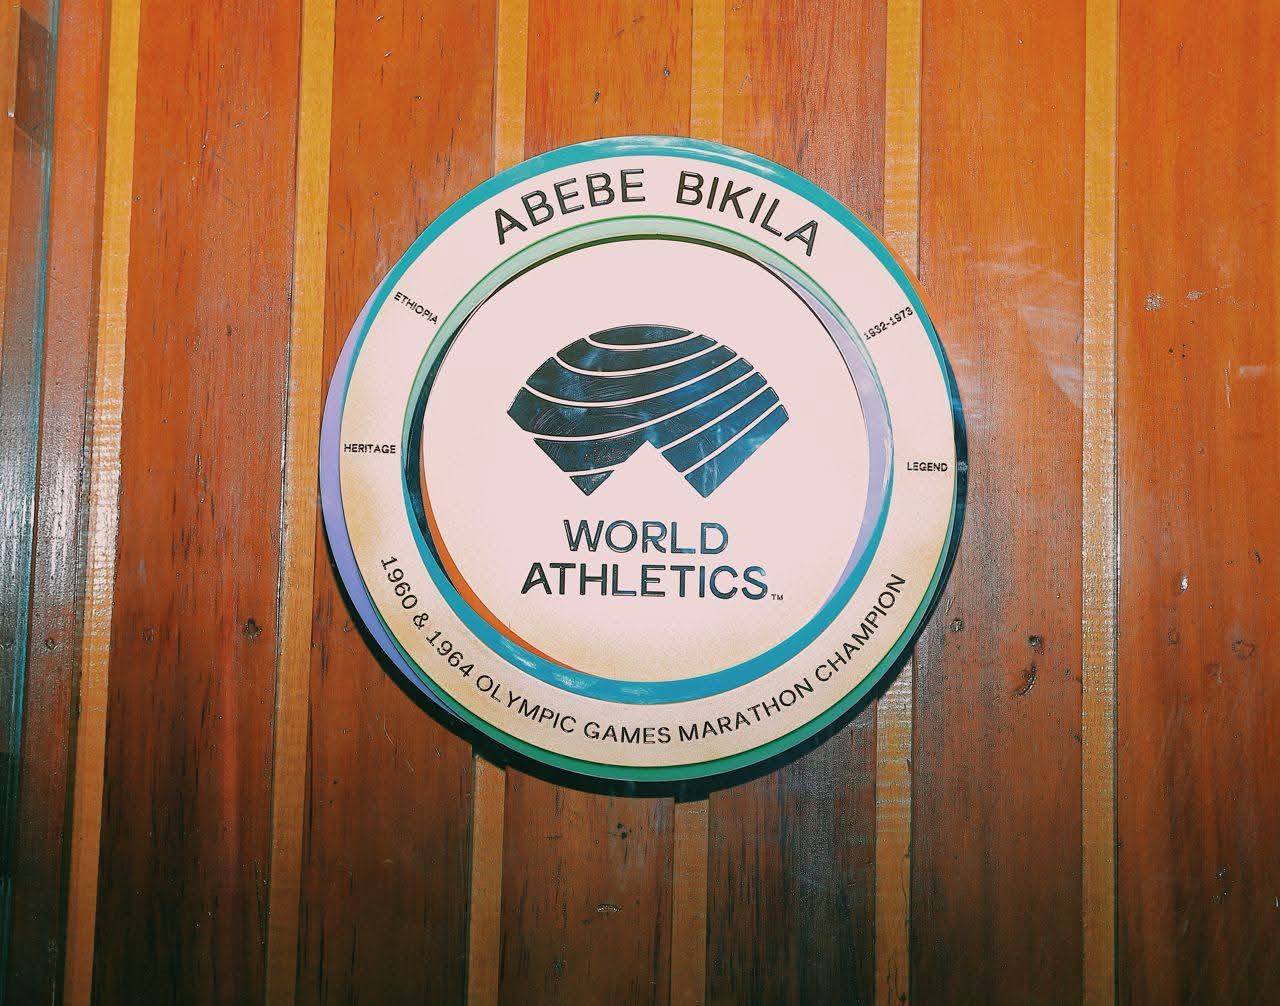 ABEBE BIKILA
ETHIOPIA
1932-1973
HERITAGE
LEGEND
WORLD
ATHLETICS™
1960 & 1964 OLYMPIC GAMES MARATHON CHAMPION